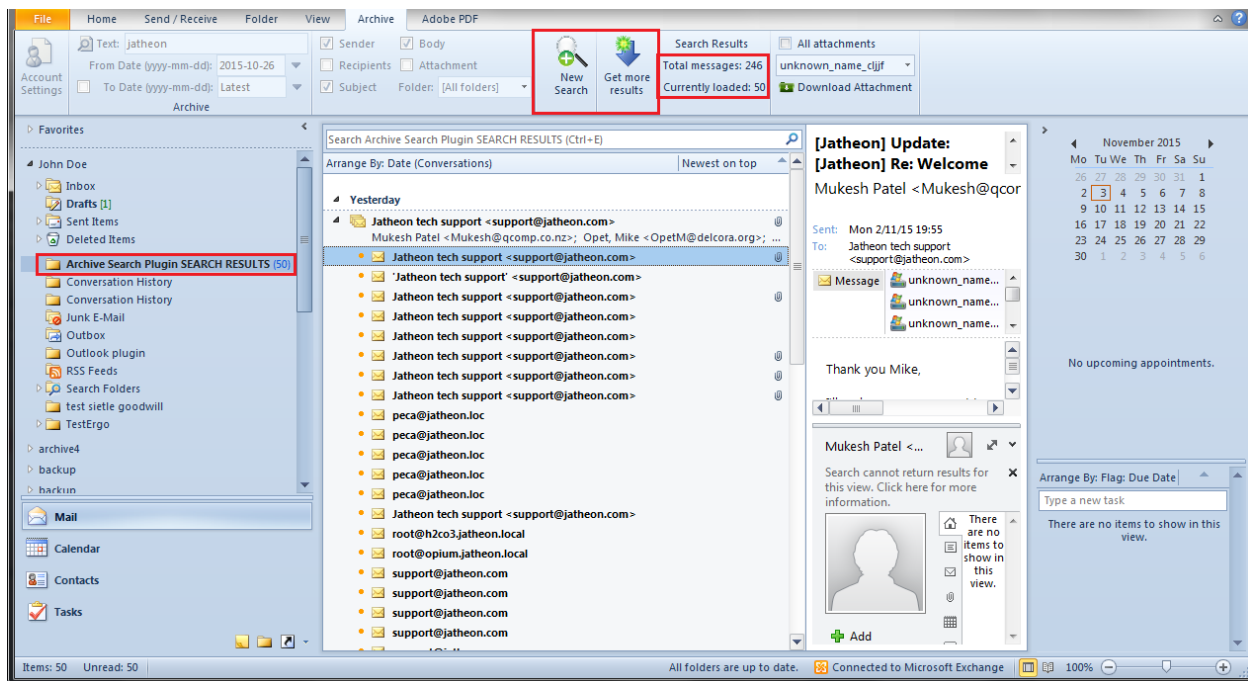 File Home Send / Receive Folder View Archive Adobe PDF
Account Settings
Text: jatheon
From Date (yyyy-mm-dd): 2015-10-26
To Date (yyyy-mm-dd): Latest
Archive
Sender Body
Recipients Attachment
Subject Folder: [All folders]
New Search
Get more results
Search Results
Total messages: 246
Currently loaded: 50
All attachments
unknown_name_cljjf
Download Attachment
Favorites
John Doe
Inbox
Drafts [1]
Sent Items
Deleted Items
Archive Search Plugin SEARCH RESULTS (50)
Conversation History
Conversation History
Junk E-Mail
Outbox
Outlook plugin
RSS Feeds
Search Folders
test sietle goodwill
TestErgo
archive4
backup
backup
Mail
Calendar
Contacts
Tasks
Search Archive Search Plugin SEARCH RESULTS (Ctrl+E)
Arrange By: Date (Conversations) Newest on top
Yesterday
Jatheon tech support <support@jatheon.com>
Mukesh Patel <Mukesh@qcomp.co.nz>; Opet, Mike <OpetM@delcora.org>; ...
Jatheon tech support <support@jatheon.com>
'Jatheon tech support' <support@jatheon.com>
Jatheon tech support <support@jatheon.com>
Jatheon tech support <support@jatheon.com>
Jatheon tech support <support@jatheon.com>
Jatheon tech support <support@jatheon.com>
Jatheon tech support <support@jatheon.com>
Jatheon tech support <support@jatheon.com>
peca@jatheon.loc
peca@jatheon.loc
peca@jatheon.loc
peca@jatheon.loc
peca@jatheon.loc
Jatheon tech support <support@jatheon.com>
root@h2co3.jatheon.local
root@opium.jatheon.local
support@jatheon.com
support@jatheon.com
support@jatheon.com
support@jatheon.com
[Jatheon] Update:
[Jatheon] Re: Welcome
Mukesh Patel <Mukesh@qcor
Sent: Mon 2/11/15 19:55
To: Jatheon tech support
<support@jatheon.com>
Message unknown_name...
unknown_name...
unknown_name...
Thank you Mike,
Mukesh Patel <...
Search cannot return results for
this view. Click here for more
information.
There
are no
items to
show in
this
view.
Add
November 2015
Mo Tu We Th Fr Sa Su
26 27 28 29 30 31 1
2 3 4 5 6 7 8
9 10 11 12 13 14 15
16 17 18 19 20 21 22
23 24 25 26 27 28 29
30 1 2 3 4 5 6
No upcoming appointments.
Arrange By: Flag: Due Date
Type a new task
There are no items to show in this
view.
Items: 50 Unread: 50 All folders are up to date. Connected to Microsoft Exchange 100%